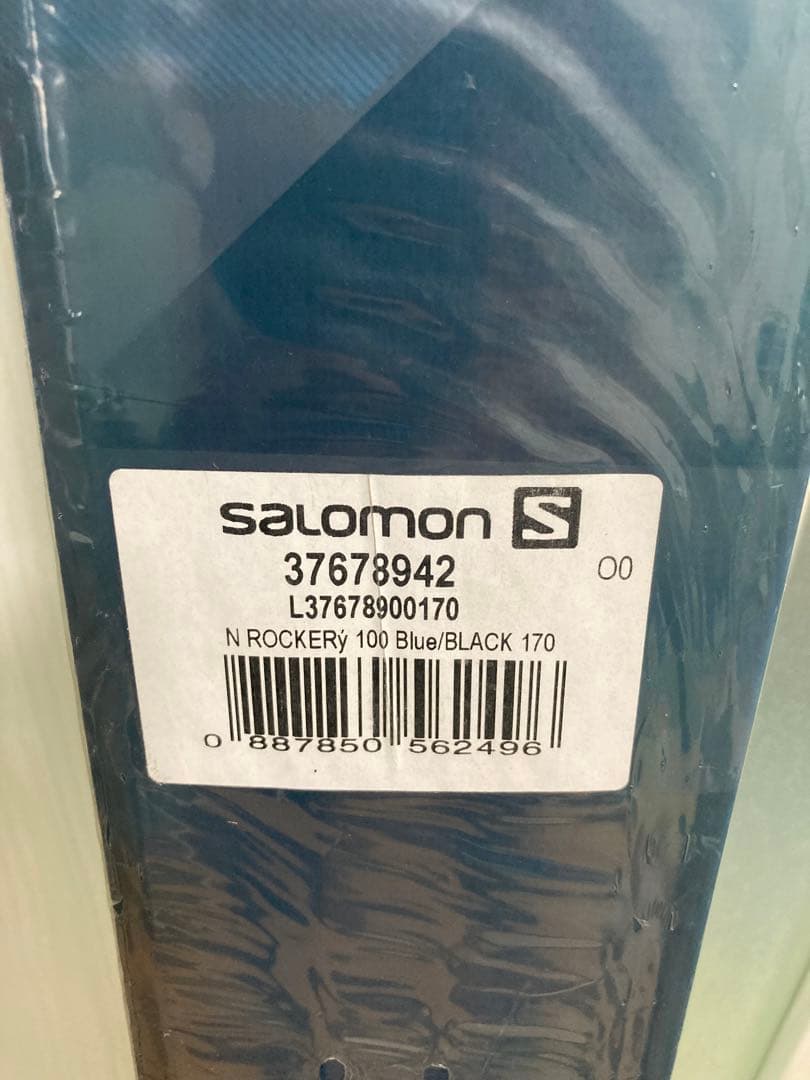 salomon S
37678942
00
L37678900170
N ROCKERý 100 Blue/BLACK 170
0 887850 562496